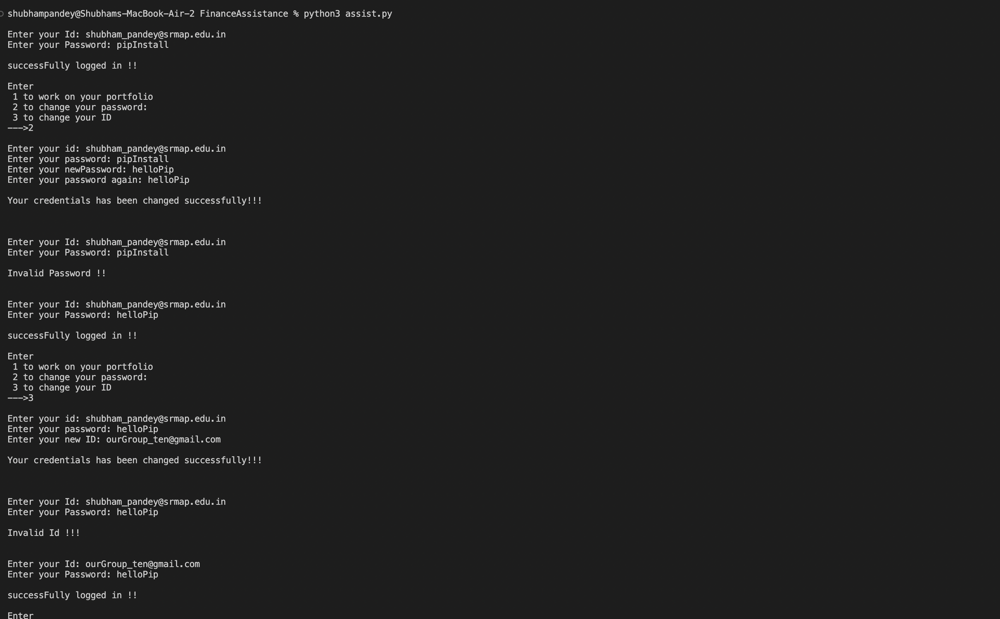 shubhampandey@Shubhams-MacBook-Air-2 FinanceAssistance % python3 assist.py
Enter your Id: shubham_pandey@srmap.edu.in
Enter your Password: pipInstall
successFully logged in !!
Enter
1 to work on your portfolio
2 to change your password:
3 to change your ID
--->2
Enter your id: shubham_pandey@srmap.edu.in
Enter your password: pipInstall
Enter your newPassword: helloPip
Enter your password again: helloPip
Your credentials has been changed successfully!!!
Enter your Id: shubham_pandey@srmap.edu.in
Enter your Password: pipInstall
Invalid Password !!
Enter your Id: shubham_pandey@srmap.edu.in
Enter your Password: helloPip
successFully logged in !!
Enter
1 to work on your portfolio
2 to change your password:
3 to change your ID
--->3
Enter your id: shubham_pandey@srmap.edu.in
Enter your password: helloPip
Enter your new ID: ourGroup_ten@gmail.com
Your credentials has been changed successfully!!!
Enter your Id: shubham_pandey@srmap.edu.in
Enter your Password: helloPip
Invalid Id !!!
Enter your Id: ourGroup_ten@gmail.com
Enter your Password: helloPip
successFully logged in !!
Enter